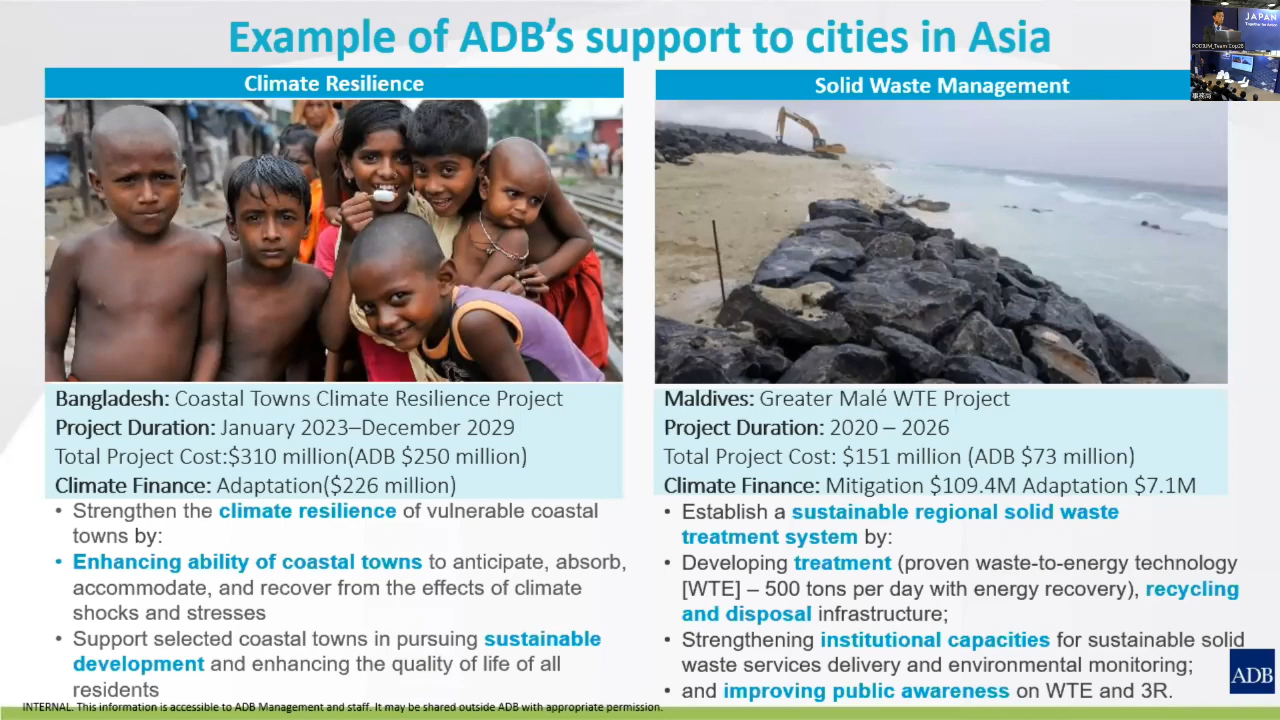 Example of ADB's support to cities in Asia
Climate Resilience
Bangladesh: Coastal Towns Climate Resilience Project
Project Duration: January 2023–December 2029
Total Project Cost:$310 million(ADB $250 million)
Climate Finance: Adaptation($226 million)
• Strengthen the climate resilience of vulnerable coastal
towns by:
• Enhancing ability of coastal towns to anticipate, absorb,
accommodate, and recover from the effects of climate
shocks and stresses
• Support selected coastal towns in pursuing sustainable
development and enhancing the quality of life of all
residents
Solid Waste Management
Maldives: Greater Malé WTE Project
Project Duration: 2020 – 2026
Total Project Cost: $151 million (ADB $73 million)
Climate Finance: Mitigation $109.4M Adaptation $7.1M
• Establish a sustainable regional solid waste
treatment system by:
• Developing treatment (proven waste-to-energy technology
[WTE] – 500 tons per day with energy recovery), recycling
and disposal infrastructure;
• Strengthening institutional capacities for sustainable solid
waste services delivery and environmental monitoring;
• and improving public awareness on WTE and 3R.
ADB
INTERNAL. This information is accessible to ADB Management and staff. It may be shared outside ADB with appropriate permission.
JAPAN
Together for Action
PODIUM_Team Cop28
事務局